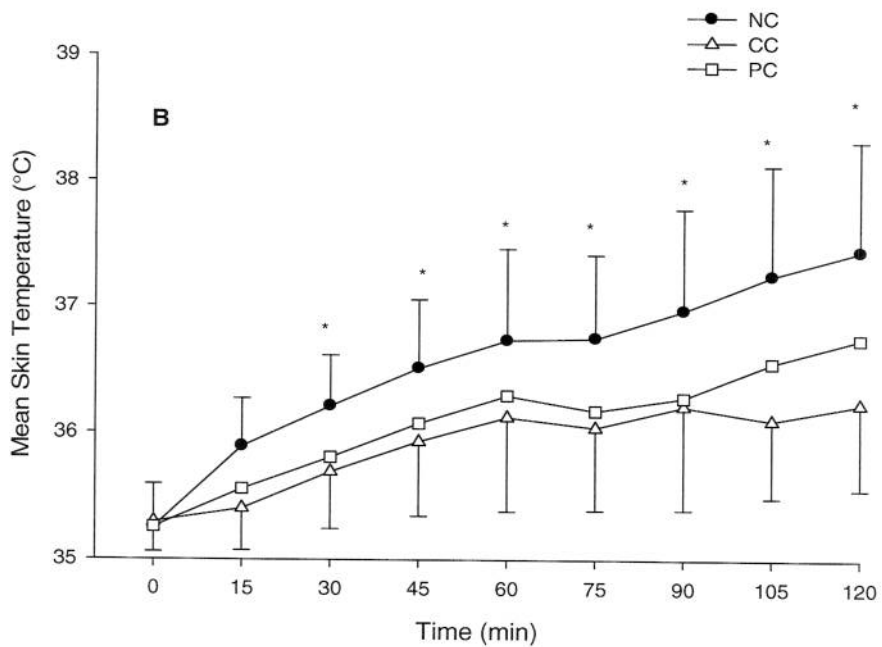 NC
CC
PC
39
38
37
36
35
B
* * * * * * * *
Mean Skin Temperature (°C)
0 15 30 45 60 75 90 105 120
Time (min)